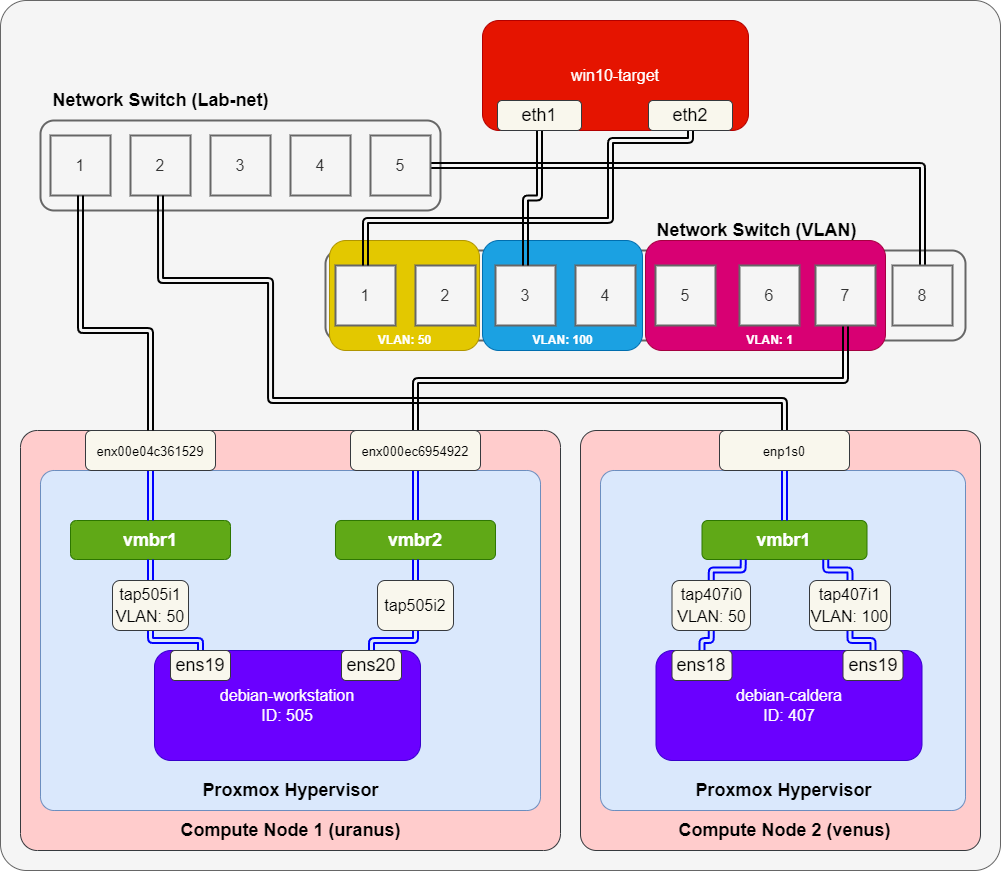 win10-target
eth1
eth2
Network Switch (Lab-net)
1
2
3
4
5
Network Switch (VLAN)
1
2
3
4
5
6
7
8
VLAN: 50
VLAN: 100
VLAN: 1
enx00e04c361529
enx000ec6954922
enp1s0
vmbr1
vmbr2
vmbr1
tap505i1
VLAN: 50
tap505i2
tap407i0
VLAN: 50
tap407i1
VLAN: 100
ens19
ens20
debian-workstation
ID: 505
ens18
ens19
debian-caldera
ID: 407
Proxmox Hypervisor
Compute Node 1 (uranus)
Proxmox Hypervisor
Compute Node 2 (venus)